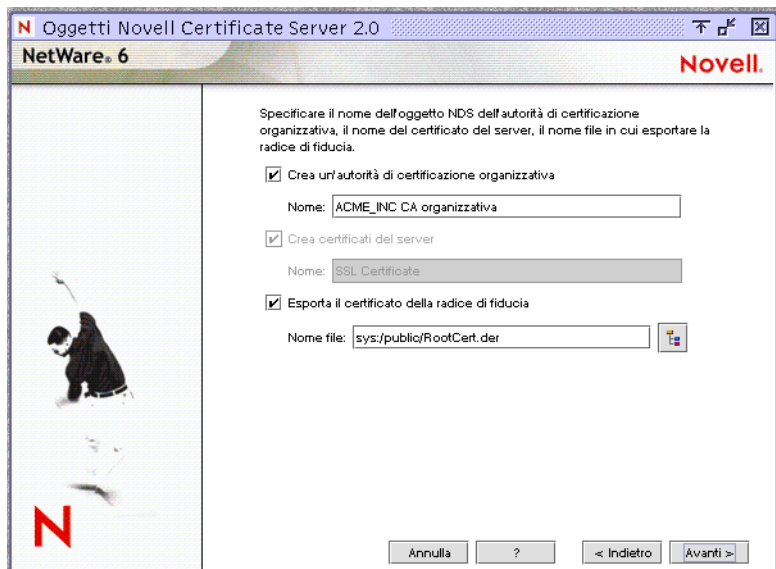 N Oggetti Novell Certificate Server 2.0
NetWare® 6
Novell.
Specificare il nome dell'oggetto NDS dell'autorità di certificazione
organizzativa, il nome del certificato del server, il nome file in cui esportare la
radice di fiducia.
Crea un'autorità di certificazione organizzativa
Nome: ACME_INC CA organizzativa
Crea certificati del server
Nome: SSL Certificate
Esporta il certificato della radice di fiducia
Nome file: sys:/public/RootCert.der
N
Annulla ? < Indietro Avanti >